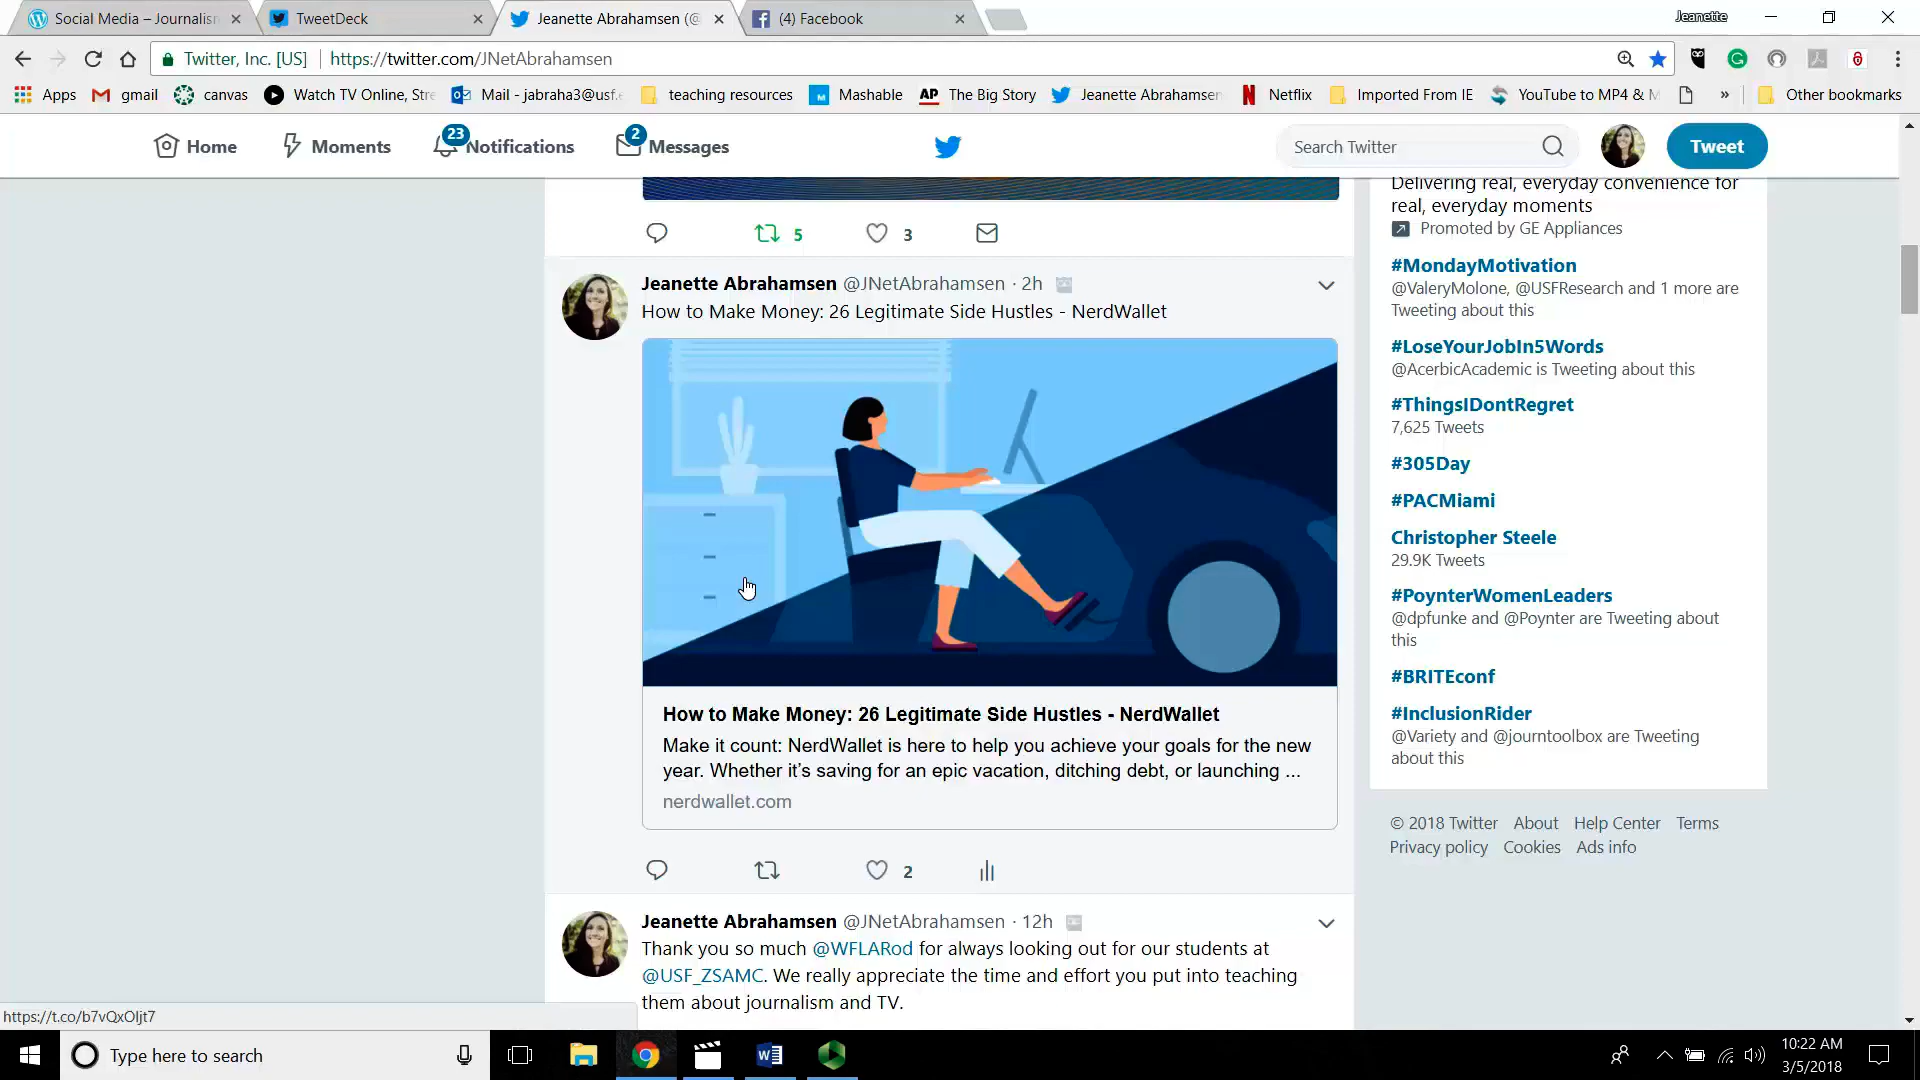 Social Media – Journalism
TweetDeck
Jeanette Abrahamsen (@
(4) Facebook
Jeanette
Twitter, Inc. [US]
https://twitter.com/JNetAbrahamsen
Apps
gmail
canvas
Watch TV Online, Stre
Mail - jabraha3@usf.e
teaching resources
Mashable
AP The Big Story
Jeanette Abrahamsen
Netflix
Imported From IE
YouTube to MP4 & M
»
Other bookmarks
Home
Moments
23
Notifications
2
Messages
Search Twitter
Tweet
5
3
Jeanette Abrahamsen @JNetAbrahamsen · 2h
How to Make Money: 26 Legitimate Side Hustles - NerdWallet
How to Make Money: 26 Legitimate Side Hustles - NerdWallet
Make it count: NerdWallet is here to help you achieve your goals for the new
year. Whether it's saving for an epic vacation, ditching debt, or launching ...
nerdwallet.com
2
Jeanette Abrahamsen @JNetAbrahamsen · 12h
Thank you so much @WFLARod for always looking out for our students at
@USF_ZSAMC. We really appreciate the time and effort you put into teaching
them about journalism and TV.
Delivering real, everyday convenience for
real, everyday moments
Promoted by GE Appliances
#MondayMotivation
@ValeryMolone, @USFResearch and 1 more are
Tweeting about this
#LoseYourJobIn5Words
@AcerbicAcademic is Tweeting about this
#ThingsIDontRegret
7,625 Tweets
#305Day
#PACMiami
Christopher Steele
29.9K Tweets
#PoynterWomenLeaders
@dpfunke and @Poynter are Tweeting about
this
#BRITEconf
#InclusionRider
@Variety and @journtoolbox are Tweeting
about this
© 2018 Twitter About Help Center Terms
Privacy policy Cookies Ads info
https://t.co/b7vQxOIjt7
Type here to search
10:22 AM
3/5/2018